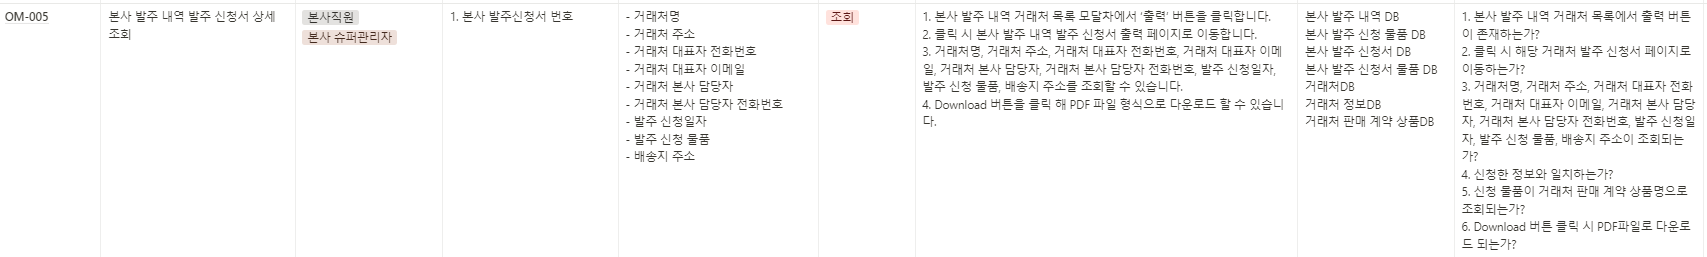 OM-005
본사 발주 내역 발주 신청서 상세
조회
본사직원
본사 슈퍼관리자
1. 본사 발주신청서 번호
- 거래처명
- 거래처 주소
- 거래처 대표자 전화번호
- 거래처 대표자 이메일
- 거래처 본사 담당자
- 거래처 본사 담당자 전화번호
- 발주 신청일자
- 발주 신청 물품
- 배송지 주소
조회
1. 본사 발주 내역 거래처 목록 모달차에서 '출력' 버튼을 클릭합니다.
2. 클릭 시 본사 발주 내역 발주 신청서 출력 페이지로 이동합니다.
3. 거래처명, 거래처 주소, 거래처 대표자 전화번호, 거래처 대표자 이메
일, 거래처 본사 담당자, 거래처 본사 담당자 전화번호, 발주 신청일자,
발주 신청 물품, 배송지 주소를 조회할 수 있습니다.
4. Download 버튼을 클릭 해 PDF 파일 형식으로 다운로드 할 수 있습니
다.
본사 발주 내역 DB
본사 발주 신청 물품 DB
본사 발주 신청서 DB
본사 발주 신청서 물품 DB
거래처DB
거래처 정보DB
거래처 판매 계약 상품DB
1. 본사 발주 내역 거래처 목록에서 출력 버튼
이 존재하는가?
2. 클릭 시 해당 거래처 발주 신청서 페이지로
이동하는가?
3. 거래처명, 거래처 주소, 거래처 대표자 전화
번호, 거래처 대표자 이메일, 거래처 본사 담당
자, 거래처 본사 담당자 전화번호, 발주 신청일
자, 발주 신청 물품, 배송지 주소이 조회되는
가?
4. 신청한 정보와 일치하는가?
5. 신청 물품이 거래처 판매 계약 상품명으로
조회되는가?
6. Download 버튼 클릭 시 PDF파일로 다운로
드 되는가?